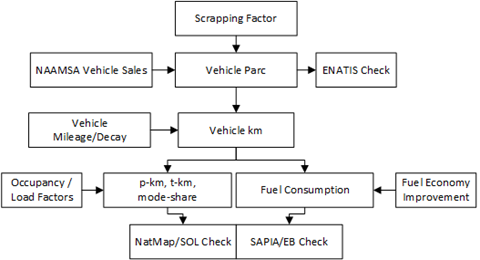 Scrapping Factor
NAAMSA Vehicle Sales
Vehicle Parc
ENATIS Check
Vehicle
Mileage/Decay
Vehicle km
Occupancy /
Load Factors
p-km, t-km,
mode-share
Fuel Consumption
Fuel Economy
Improvement
NatMap/SOL Check
SAPIA/EB Check